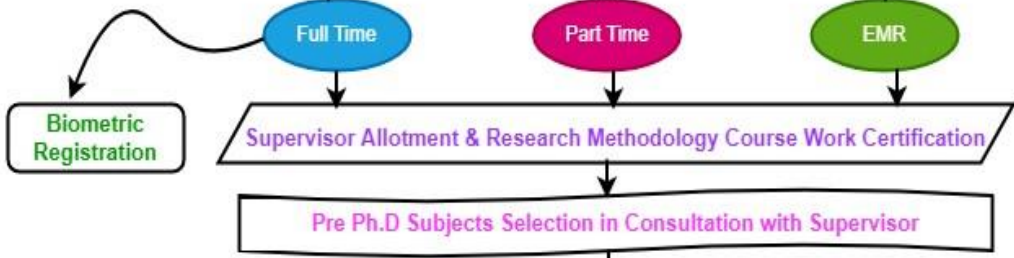 Full Time
Part Time
EMR
Biometric
Registration
Supervisor Allotment & Research Methodology Course Work Certification
Pre Ph.D Subjects Selection in Consultation with Supervisor